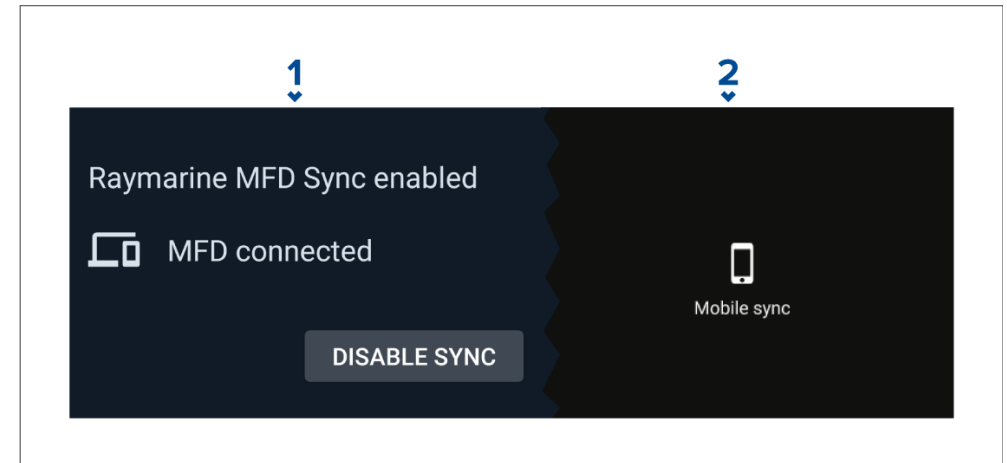 1
2
Raymarine MFD Sync enabled
MFD connected
Mobile sync
DISABLE SYNC